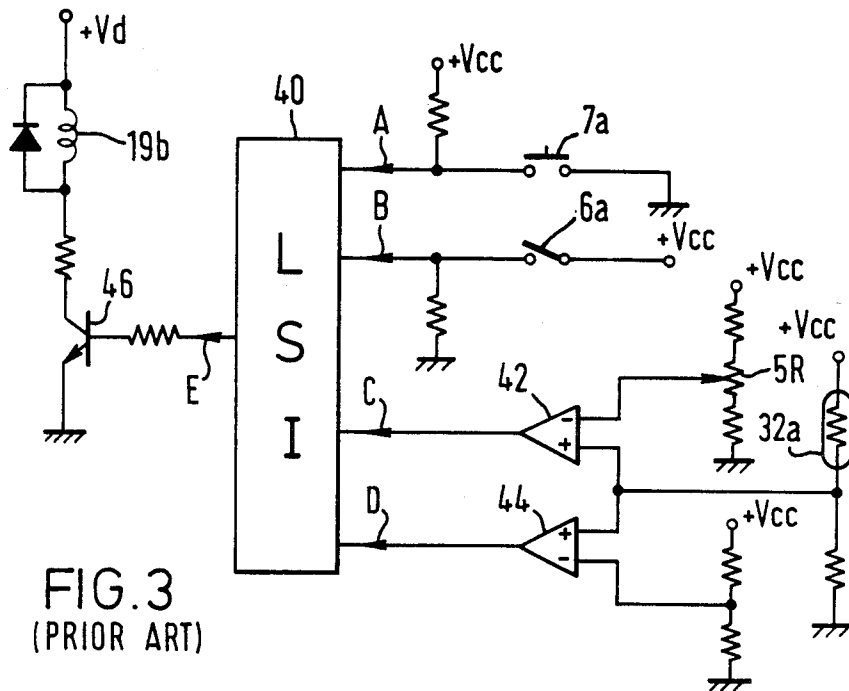 +Vd
19b
46
E
40
L
S
I
A
+Vcc
7a
B
6a
+Vcc
+Vcc
5R
+Vcc
32a
C
42
D
44
+Vcc
FIG.3
(PRIOR ART)